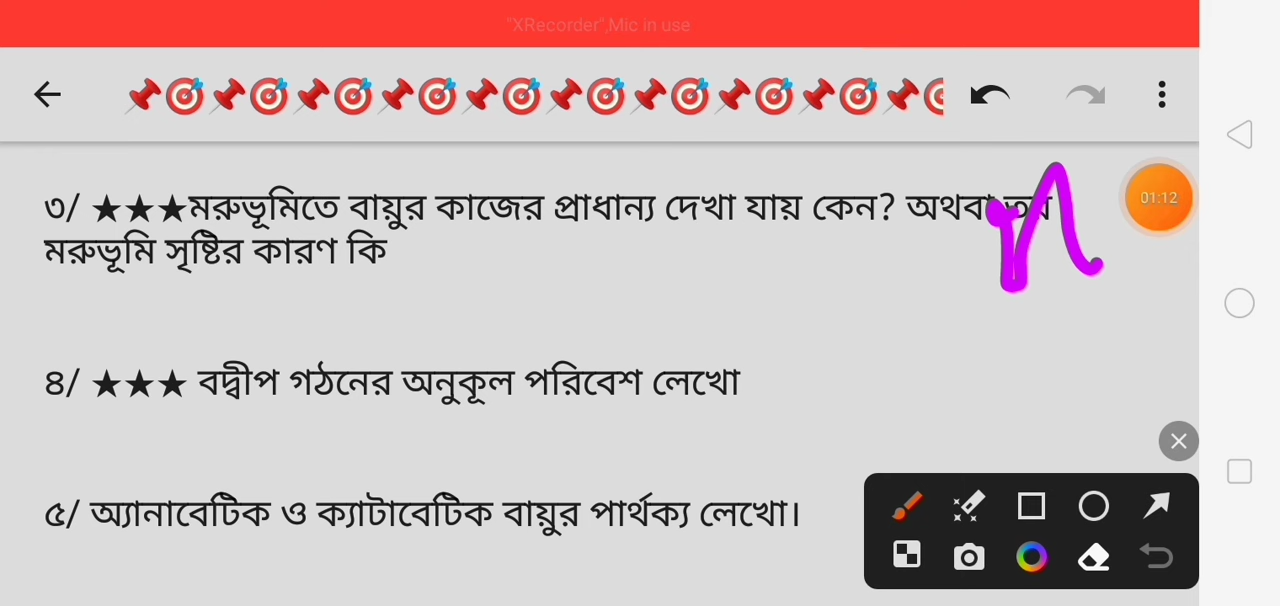 "XRecorder",Mic in use
৩/ ★★★মরুভূমিতে বায়ুর কাজের প্রাধান্য দেখা যায় কেন? অথবা
01:12
মরুভূমি সৃষ্টির কারণ কি
৪/ ★★★ বদ্বীপ গঠনের অনুকূল পরিবেশ লেখো
৫/ অ্যানাবেটিক ও ক্যাটাবেটিক বায়ুর পার্থক্য লেখো।